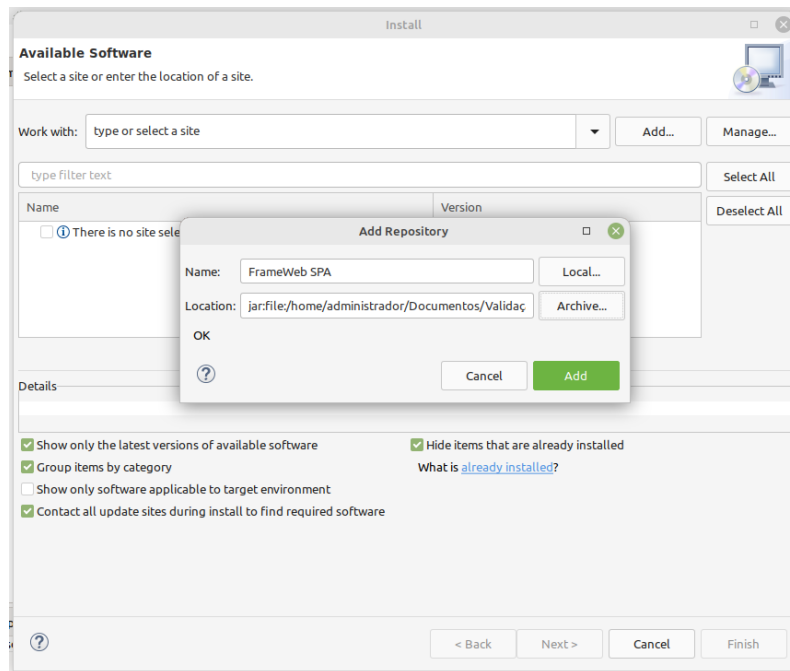 Install
Available Software
Select a site or enter the location of a site.
Work with: type or select a site Add... Manage...
type filter text Select All
Name Version Deselect All
There is no site sele
Add Repository
Name: FrameWeb SPA Local...
Location: jar:file:/home/administrador/Documentos/Validaç Archive...
OK
Cancel Add
Details
Show only the latest versions of available software Hide items that are already installed
Group items by category What is already installed?
Show only software applicable to target environment
Contact all update sites during install to find required software
< Back Next > Cancel Finish